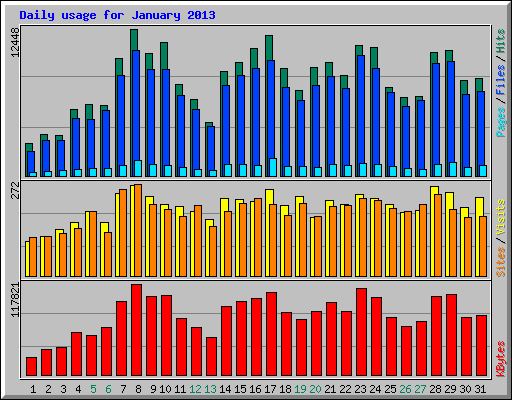 Daily usage for January 2013
12448
Pages / Files / Hits
272
Sites / Visits
117821
KBytes
1 2 3 4 5 6 7 8 9 10 11 12 13 14 15 16 17 18 19 20 21 22 23 24 25 26 27 28 29 30 31